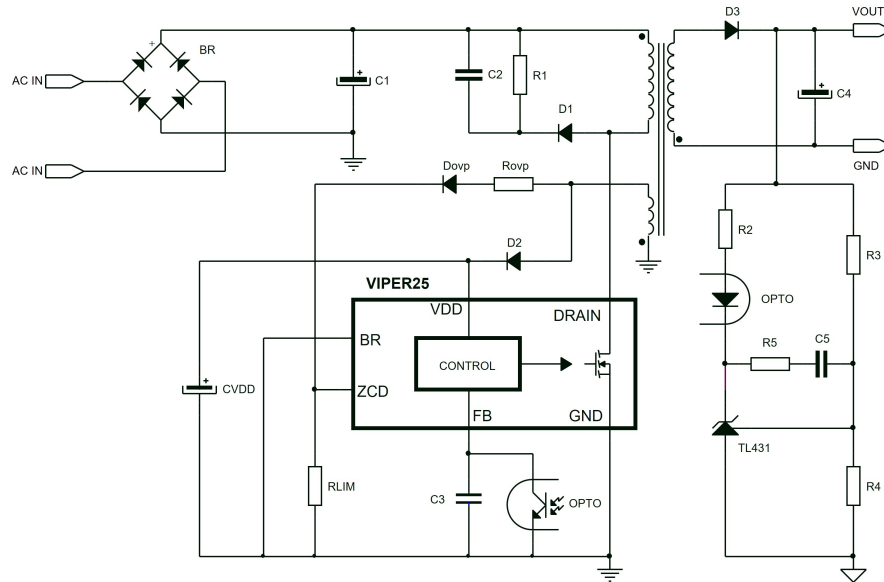 D3
VOUT
BR
AC IN
C1
C2
R1
C4
D1
AC IN
Dovp
Rovp
GND
R2
R3
D2
VIPER25
VDD
DRAIN
OPTO
BR
CONTROL
R5
C5
CVDD
ZCD
FB
GND
TL431
RLIM
C3
OPTO
R4
+
+
+
+